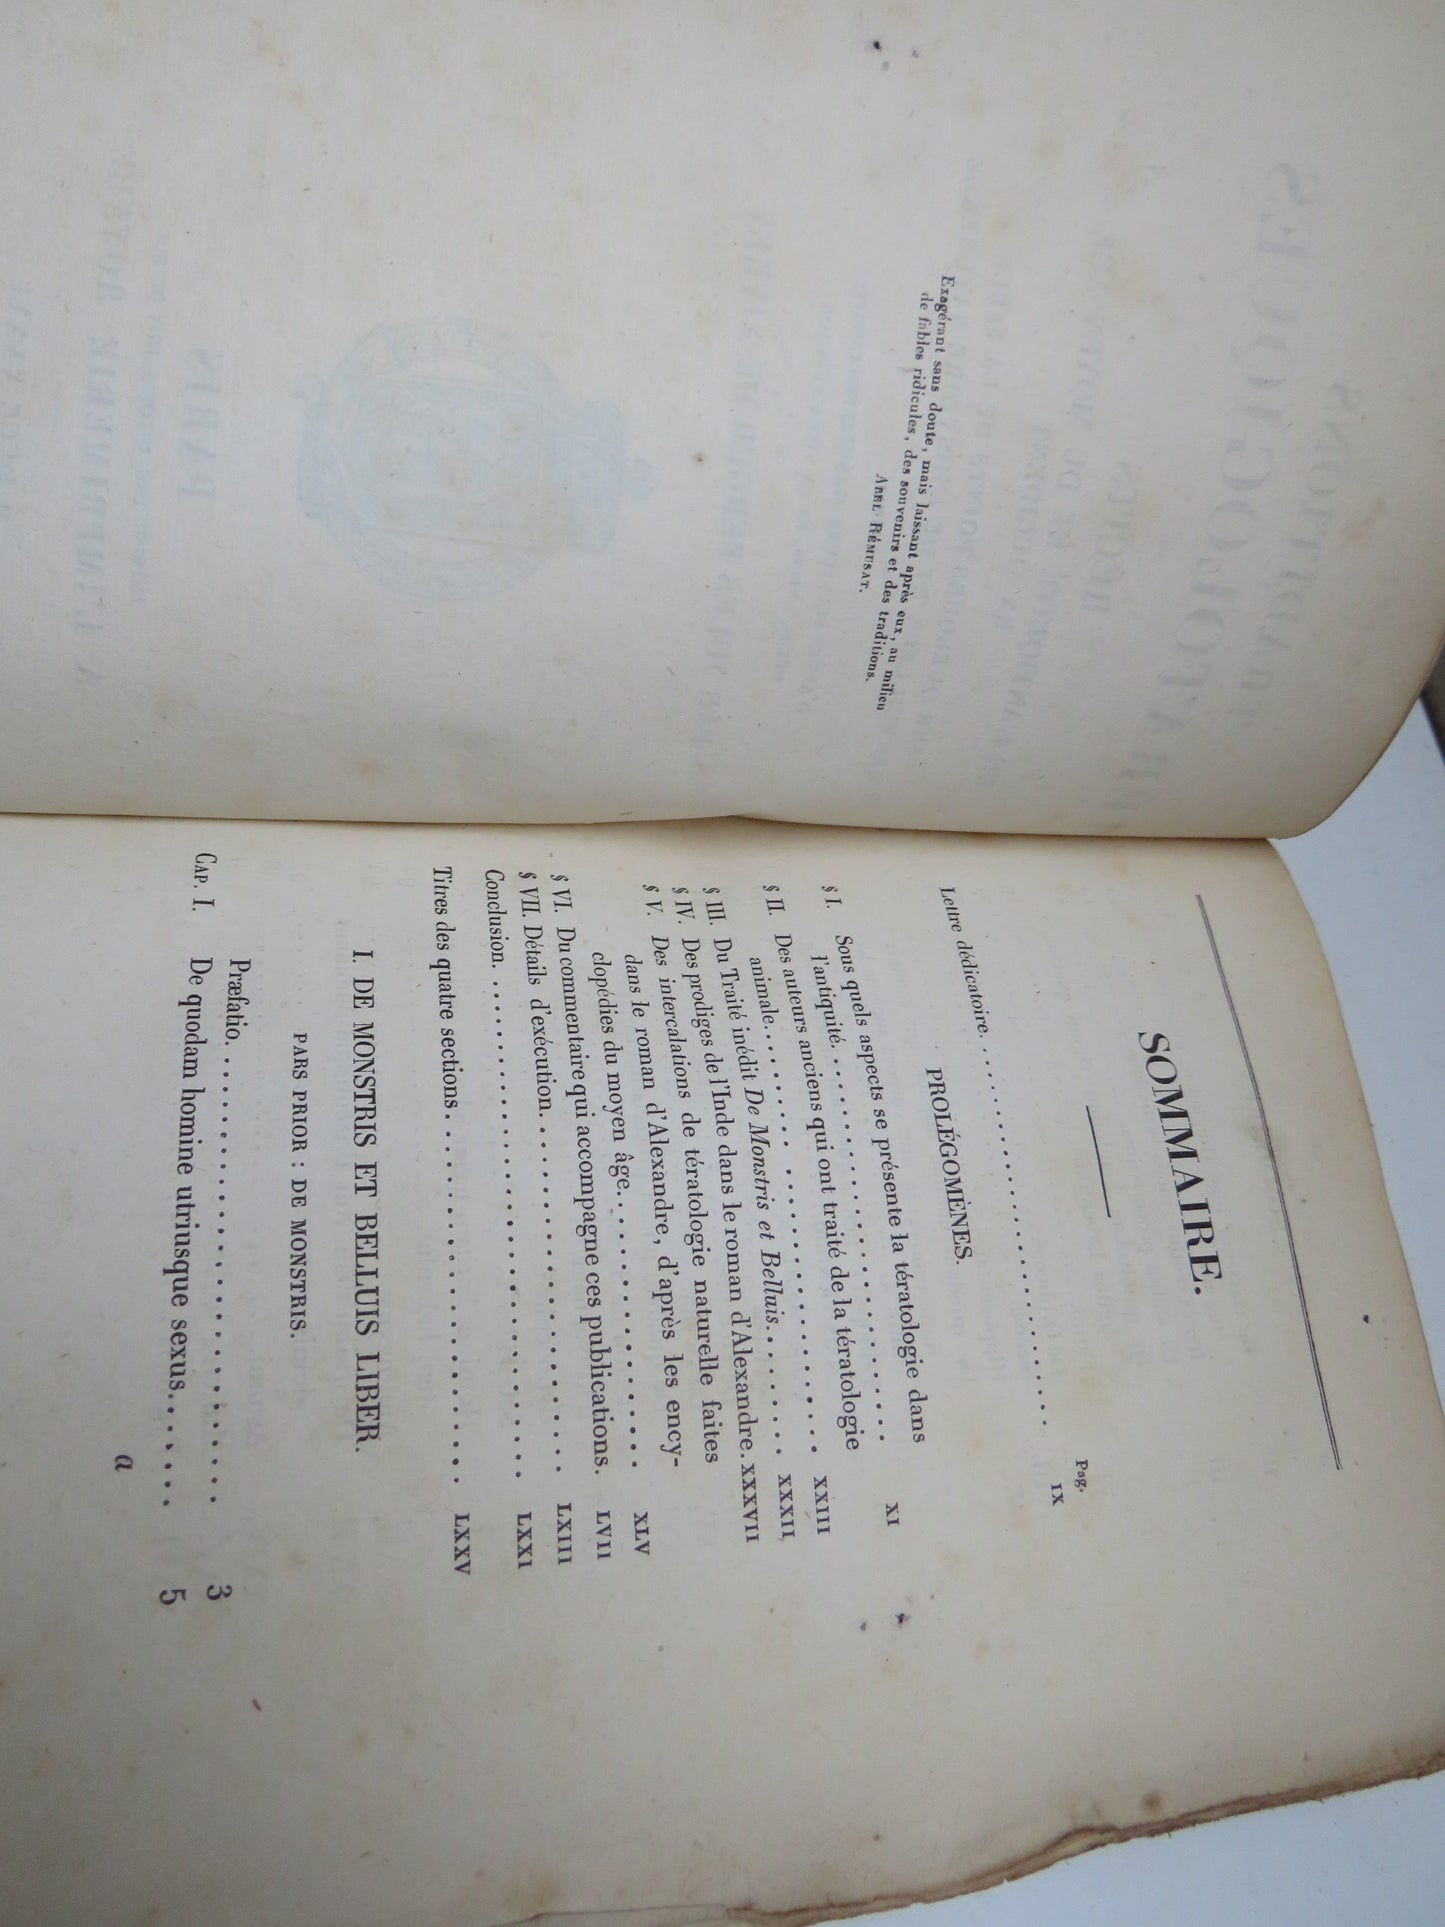 Exagérant sans doute, mais laissant après eux, au milieu
de fables ridicules, des souvenirs et des traditions.
ABEL RÉMUSAT.
SOMMAIRE.
Pag.
Lettre dédicatoire. . . . . . . . . . . . . . . . . . . . . . . . . IX
PROLÉGOMÈNES.
§ I. Sous quels aspects se présente la tératologie dans
l'antiquité. . . . . . . . . . . . . . . . . . . . . . . XI
§ II. Des auteurs anciens qui ont traité de la tératologie
animale. . . . . . . . . . . . . . . . . . . . . . . . XXIII
§ III. Du Traité inédit De Monstris et Belluis. . . . . . . . XXXII
§ IV. Des prodiges de l'Inde dans le roman d'Alexandre. XXXVII
§ V. Des intercalations de tératologie naturelle faites
dans le roman d'Alexandre, d'après les ency-
clopédies du moyen âge. . . . . . . . . . . . . . XLV
§ VI. Du commentaire qui accompagne ces publications. LVII
§ VII. Détails d'exécution. . . . . . . . . . . . . . . . . . . LXIII
Conclusion. . . . . . . . . . . . . . . . . . . . . . . . . . . LXXI
Titres des quatre sections. . . . . . . . . . . . . . . . . . . LXXV
I. DE MONSTRIS ET BELLUIS LIBER.
PARS PRIOR : DE MONSTRIS.
Præfatio. . . . . . . . . . . . . . . . . . . . . . . . . 3
CAP. I. De quodam homine utriusque sexus. . . . . . . 5
a